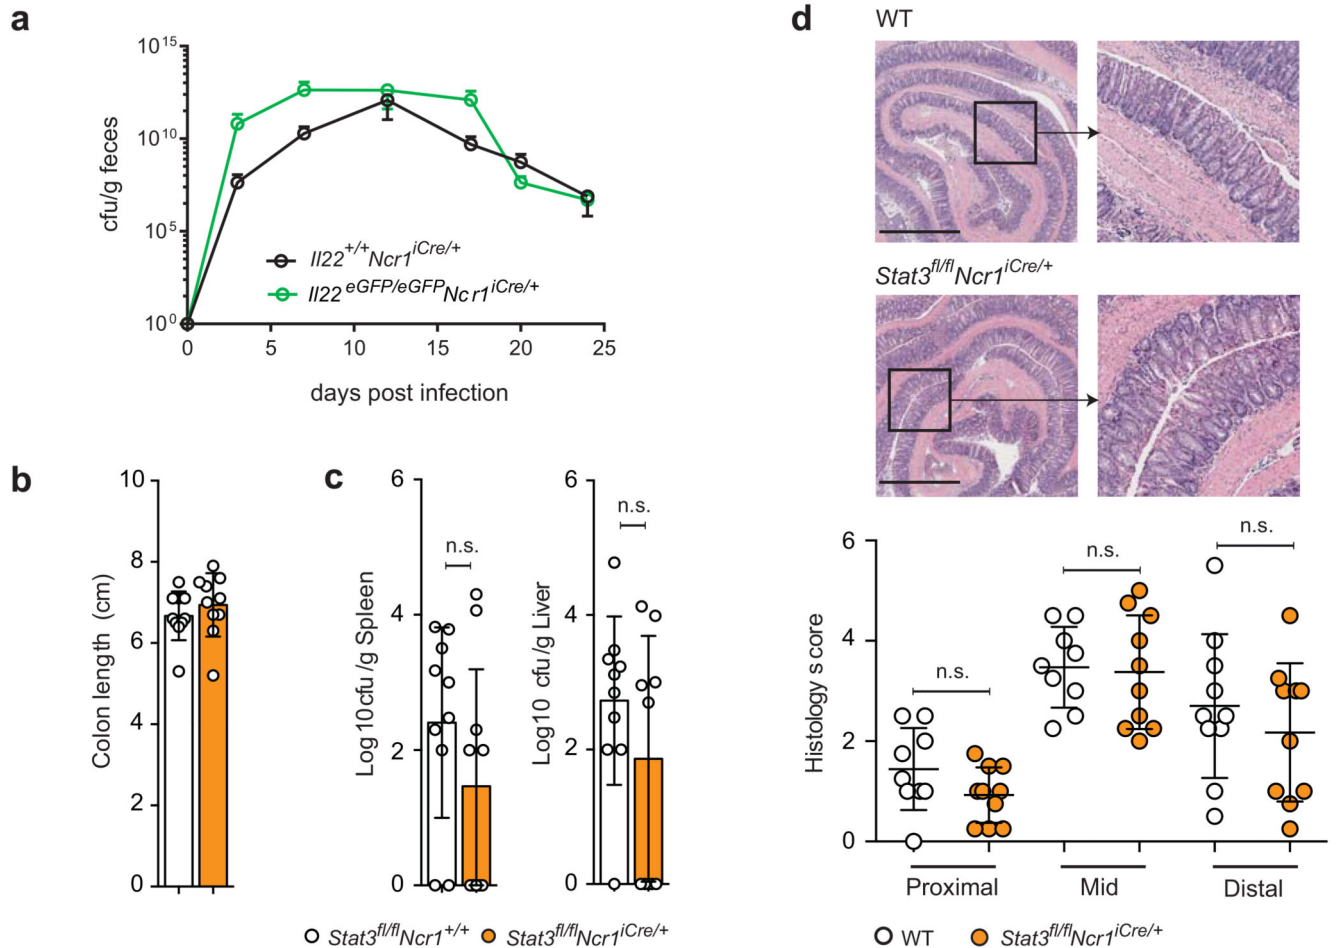 a
10^15
10^10
10^5
10^0
cfu/g feces
0 5 10 15 20 25
days post infection
Il22^+/+ Ncr1^iCre/+
Il22^eGFP/eGFP Ncr1^iCre/+
b
10
8
6
4
2
0
Colon length (cm)
c
6
4
2
0
Log10 cfu/g Spleen
n.s.
6
4
2
0
Log10 cfu/g Liver
n.s.
Stat3^fl/fl Ncr1^+/+ Stat3^fl/fl Ncr1^iCre/+
d
WT
Stat3^fl/fl Ncr1^iCre/+
6
4
2
0
Histology score
n.s.
n.s.
n.s.
Proximal Mid Distal
WT Stat3^fl/fl Ncr1^iCre/+